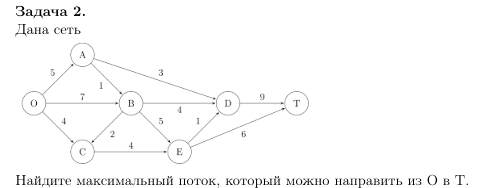 Задача 2.
Дана сеть
A
5
3
1
7
9
O
B
D
T
4
4
2
5
1
6
4
C
E
Найдите максимальный поток, который можно направить из O в T.